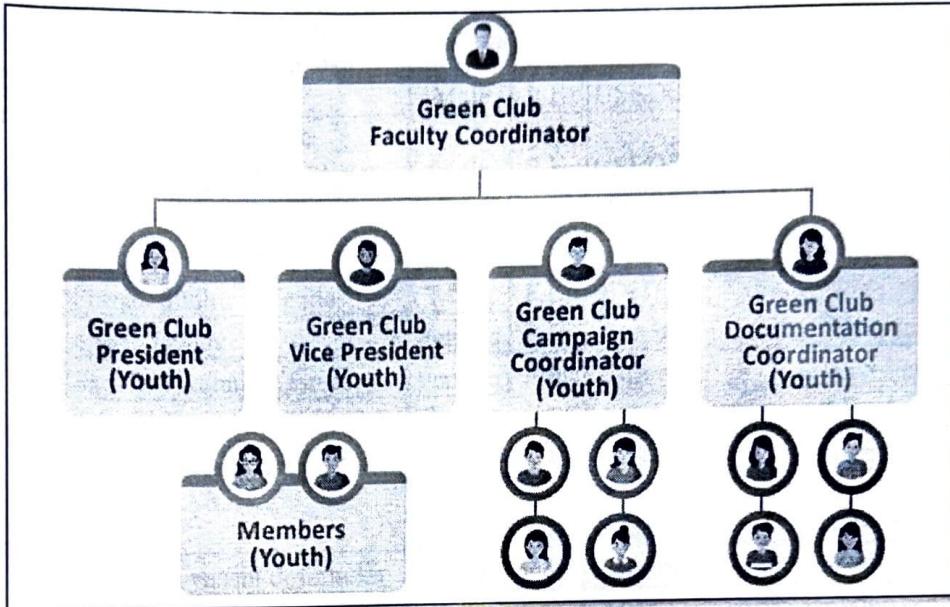 Green Club
Faculty Coordinator
Green Club
President
(Youth)
Green Club
Vice President
(Youth)
Green Club
Campaign
Coordinator
(Youth)
Green Club
Documentation
Coordinator
(Youth)
Members
(Youth)